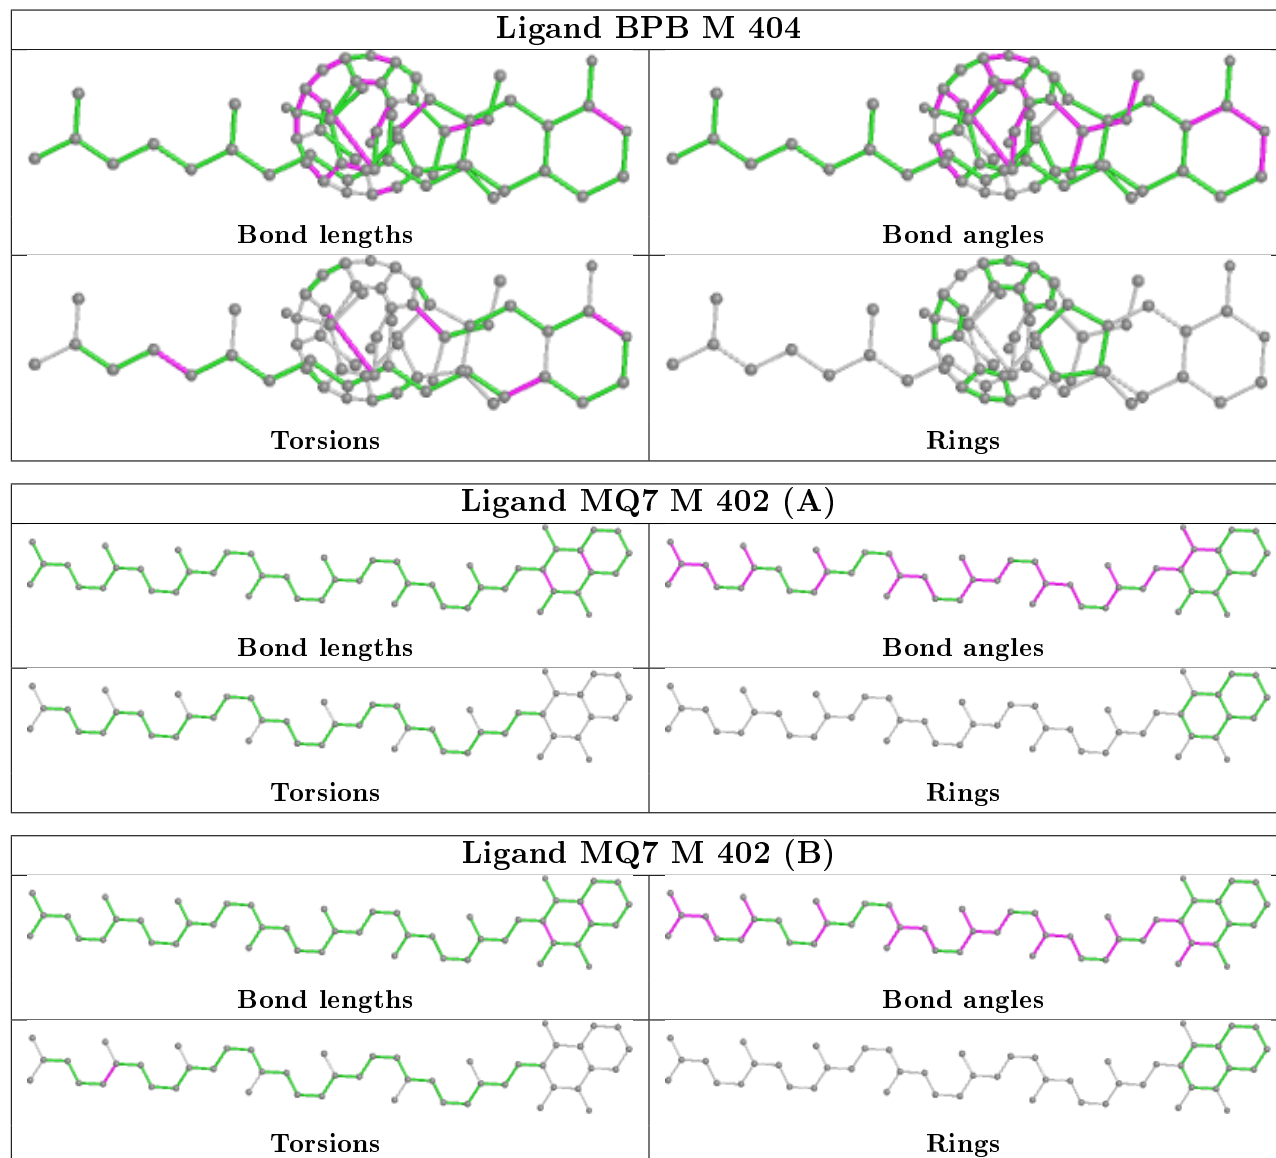 Ligand BPB M 404
Bond lengths
Bond angles
Torsions
Rings
Ligand MQ7 M 402 (A)
Bond lengths
Bond angles
Torsions
Rings
Ligand MQ7 M 402 (B)
Bond lengths
Bond angles
Torsions
Rings